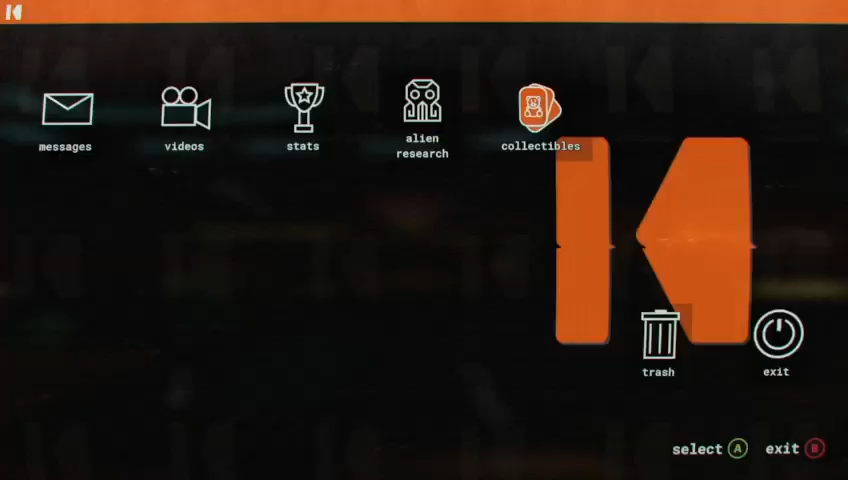 messages
videos
stats
alien
research
collectibles
trash
exit
select A exit B